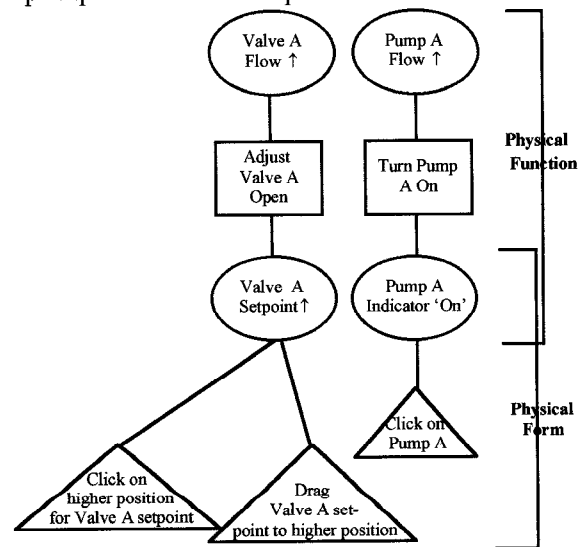 Valve A
Flow ↑
Pump A
Flow ↑
Physical
Function
Adjust
Valve A
Open
Turn Pump
A On
Valve A
Setpoint ↑
Pump A
Indicator ‘On’
Physical
Form
Click on
Pump A
Click on
higher position
for Valve A setpoint
Drag
Valve A set-
point to higher position